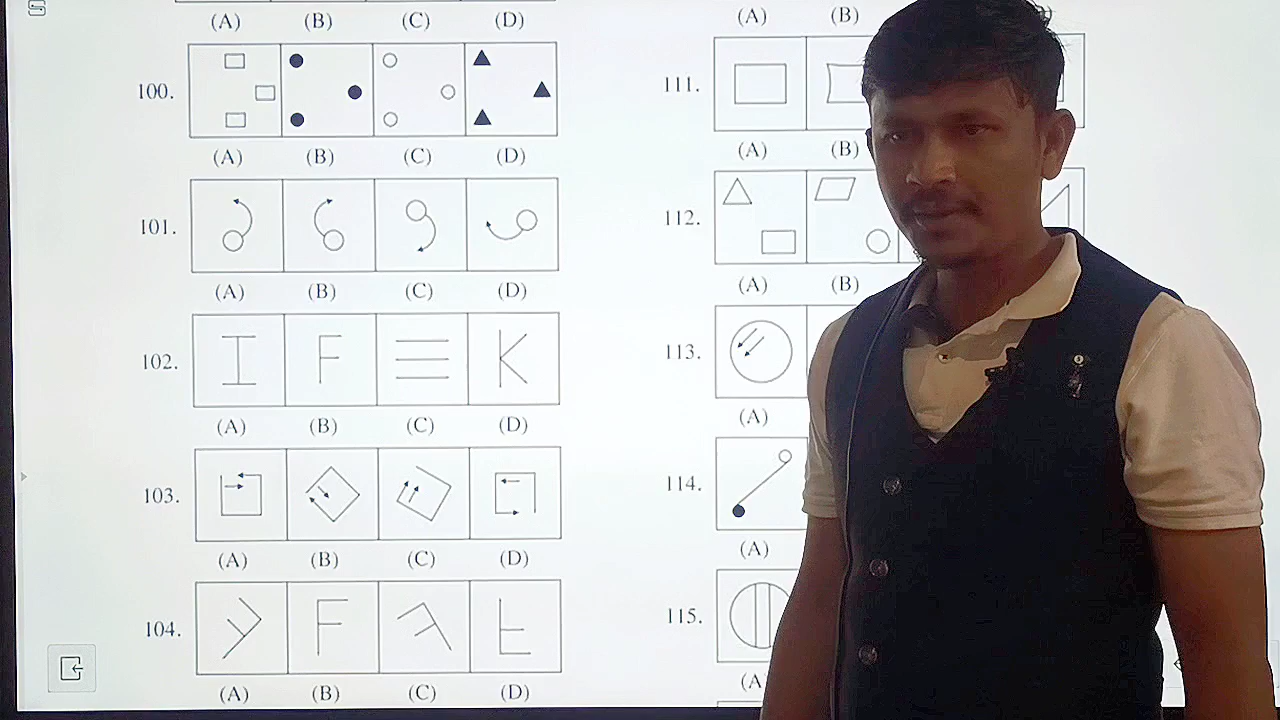 (A) (B) (C) (D)
100.
(A) (B) (C) (D)
101.
(A) (B) (C) (D)
102.
(A) (B) (C) (D)
103.
(A) (B) (C) (D)
104.
(A) (B) (C) (D)
(A) (B)
111.
(A) (B)
112.
(A) (B)
113.
(A)
114.
(A)
115.
(A